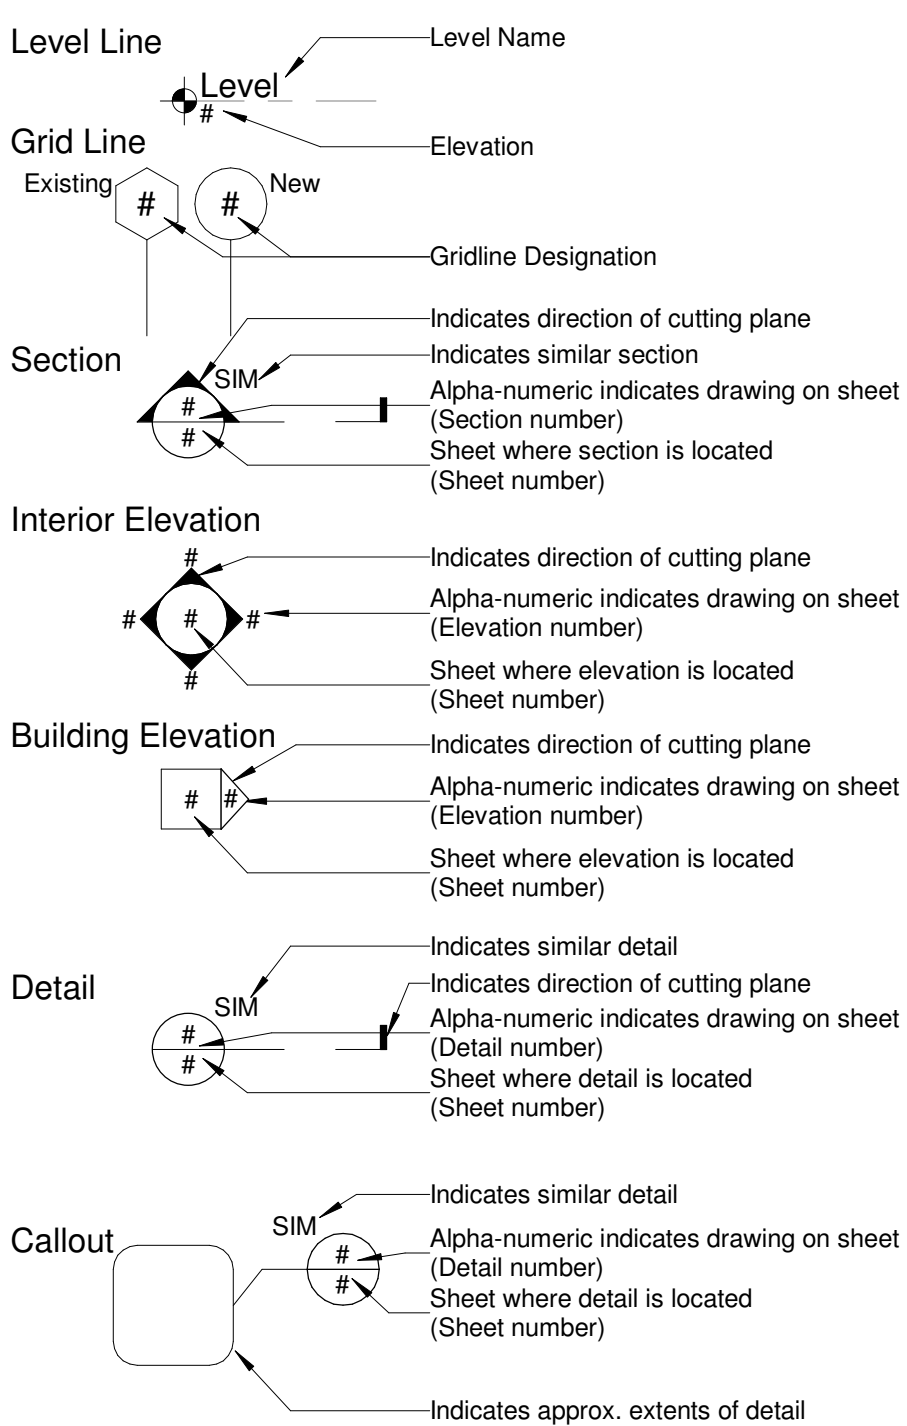 Level Line
Level Name
Level
#
Elevation
Grid Line
Existing
#
#
New
Gridline Designation
Indicates direction of cutting plane
Section
SIM
Indicates similar section
#
Alpha-numeric indicates drawing on sheet
(Section number)
#
Sheet where section is located
(Sheet number)
Interior Elevation
#
Indicates direction of cutting plane
#
#
#
Alpha-numeric indicates drawing on sheet
(Elevation number)
#
Sheet where elevation is located
(Sheet number)
Building Elevation
Indicates direction of cutting plane
#
#
Alpha-numeric indicates drawing on sheet
(Elevation number)
Sheet where elevation is located
(Sheet number)
Indicates similar detail
Detail
SIM
Indicates direction of cutting plane
#
Alpha-numeric indicates drawing on sheet
(Detail number)
#
Sheet where detail is located
(Sheet number)
Indicates similar detail
Callout
SIM
#
Alpha-numeric indicates drawing on sheet
(Detail number)
#
Sheet where detail is located
(Sheet number)
Indicates approx. extents of detail